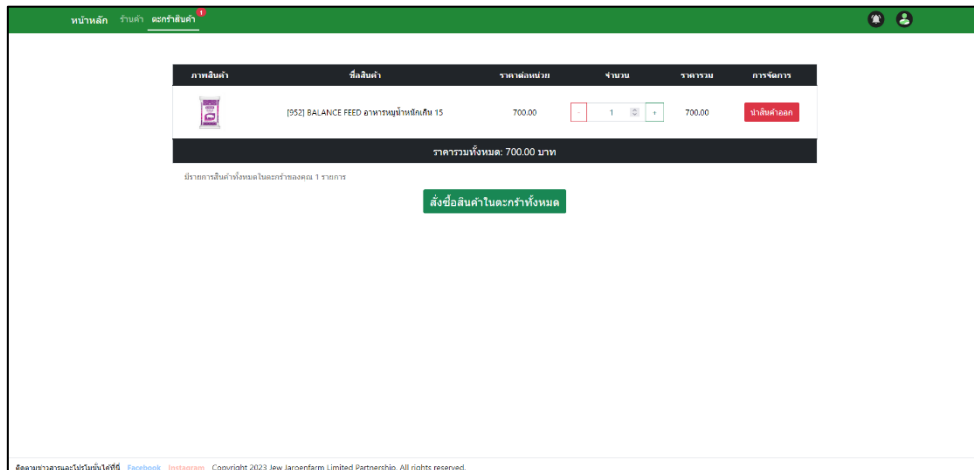 หน้าหลัก ร้านค้า ตะกร้าสินค้า 1
ภาพสินค้า ชื่อสินค้า ราคาต่อหน่วย จำนวน ราคารวม การจัดการ
[952] BALANCE FEED อาหารหมูน้ำหนักเกิน 15 700.00 - 1 + 700.00 นำสินค้าออก
ราคารวมทั้งหมด: 700.00 บาท
มีรายการสินค้าทั้งหมดในตะกร้าของคุณ 1 รายการ
สั่งซื้อสินค้าในตะกร้าทั้งหมด
ติดตามข่าวสารและโปรโมชั่นได้ที่นี่ Facebook Instagram Copyright 2023 Jew Jaroenfarm Limited Partnership. All rights reserved.